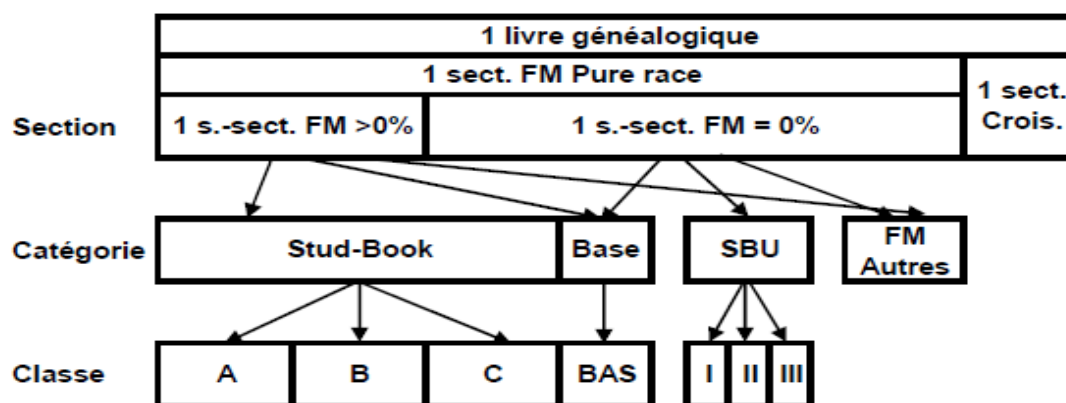 1 livre généalogique
1 sect. FM Pure race
1 sect.
Crois.
Section
1 s.-sect. FM >0%
1 s.-sect. FM = 0%
Catégorie
Stud-Book
Base
SBU
FM
Autres
Classe
A
B
C
BAS
I
II
III